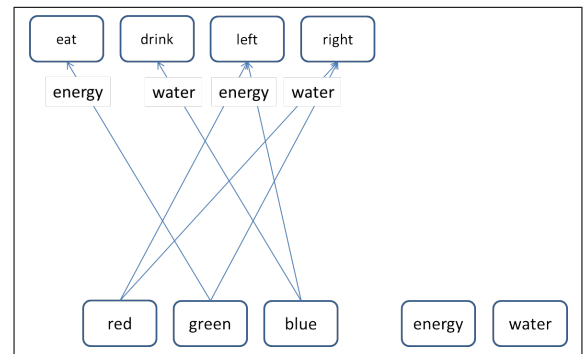 eat drink left right
energy water energy water
red green blue energy water